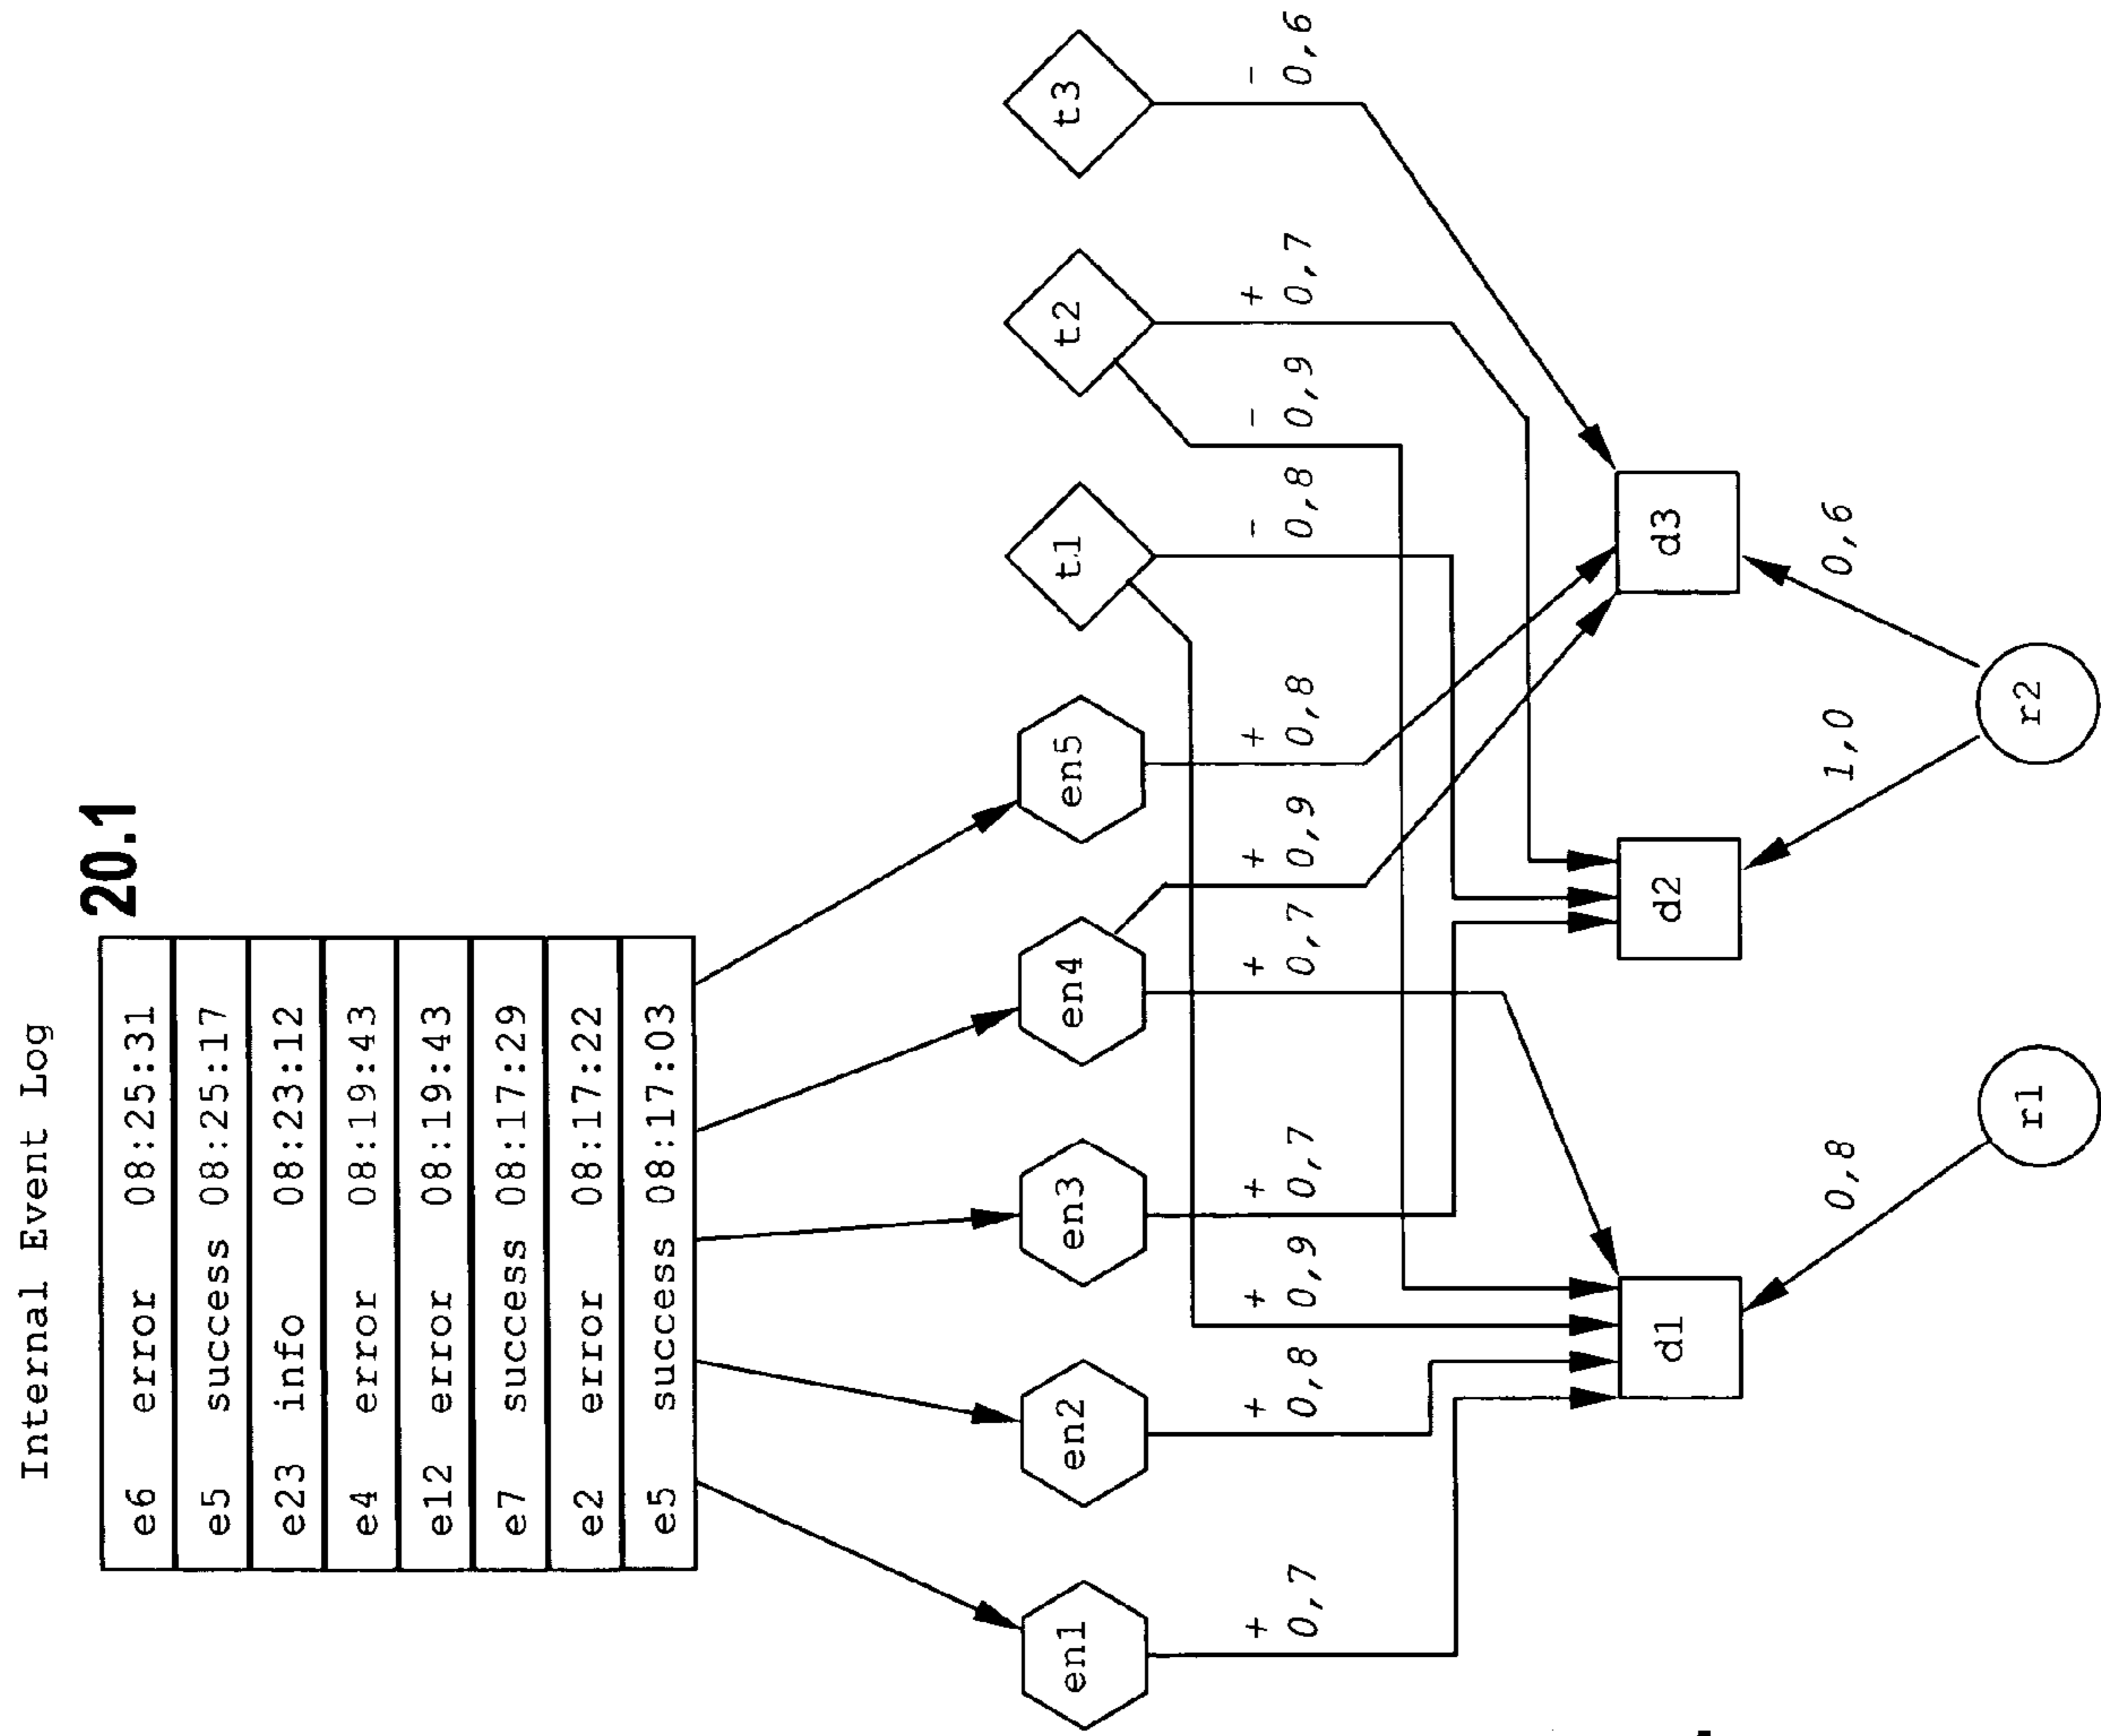 Internal Event Log
20.1
e6 error 08:25:31
e5 success 08:25:17
e23 info 08:23:12
e4 error 08:19:43
e12 error 08:19:43
e7 success 08:17:29
e2 error 08:17:22
e5 success 08:17:03
en1 en2 en3 en4 en5 t1 t2 t3
+ + + + + + + - - + -
0,7 0,8 0,9 0,7 0,7 0,9 0,8 0,8 0,9 0,7 0,6
d1 d2 d3
0,8 1,0 0,6
r1 r2